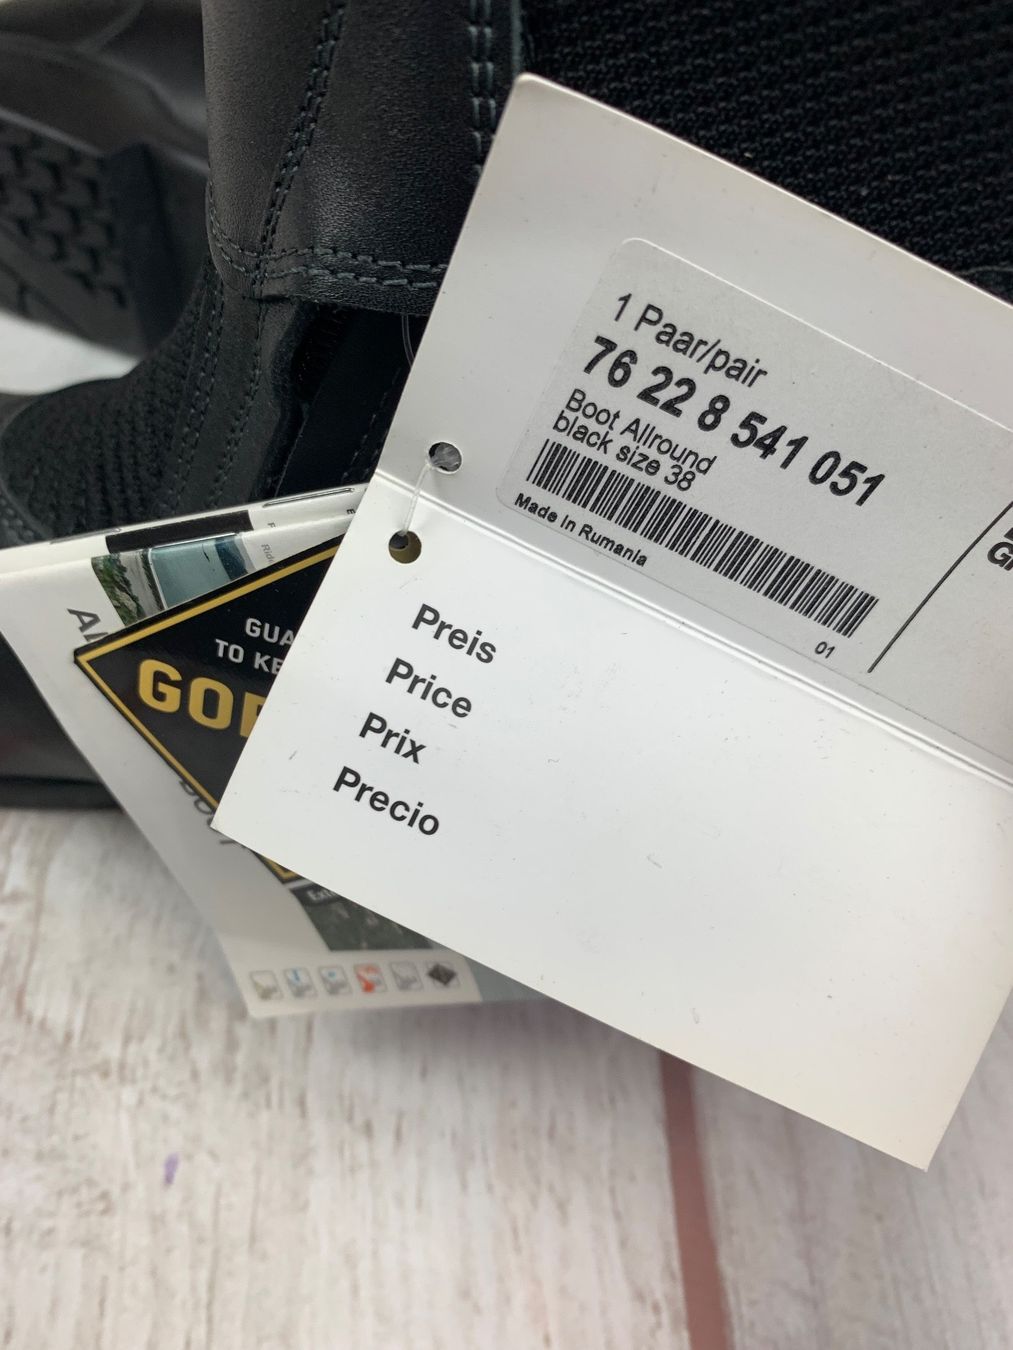 1 Paar/pair
76 22 8 541 051
Boot Allround
black size 38
Made in Rumania
01
Preis
Price
Prix
Precio
TO